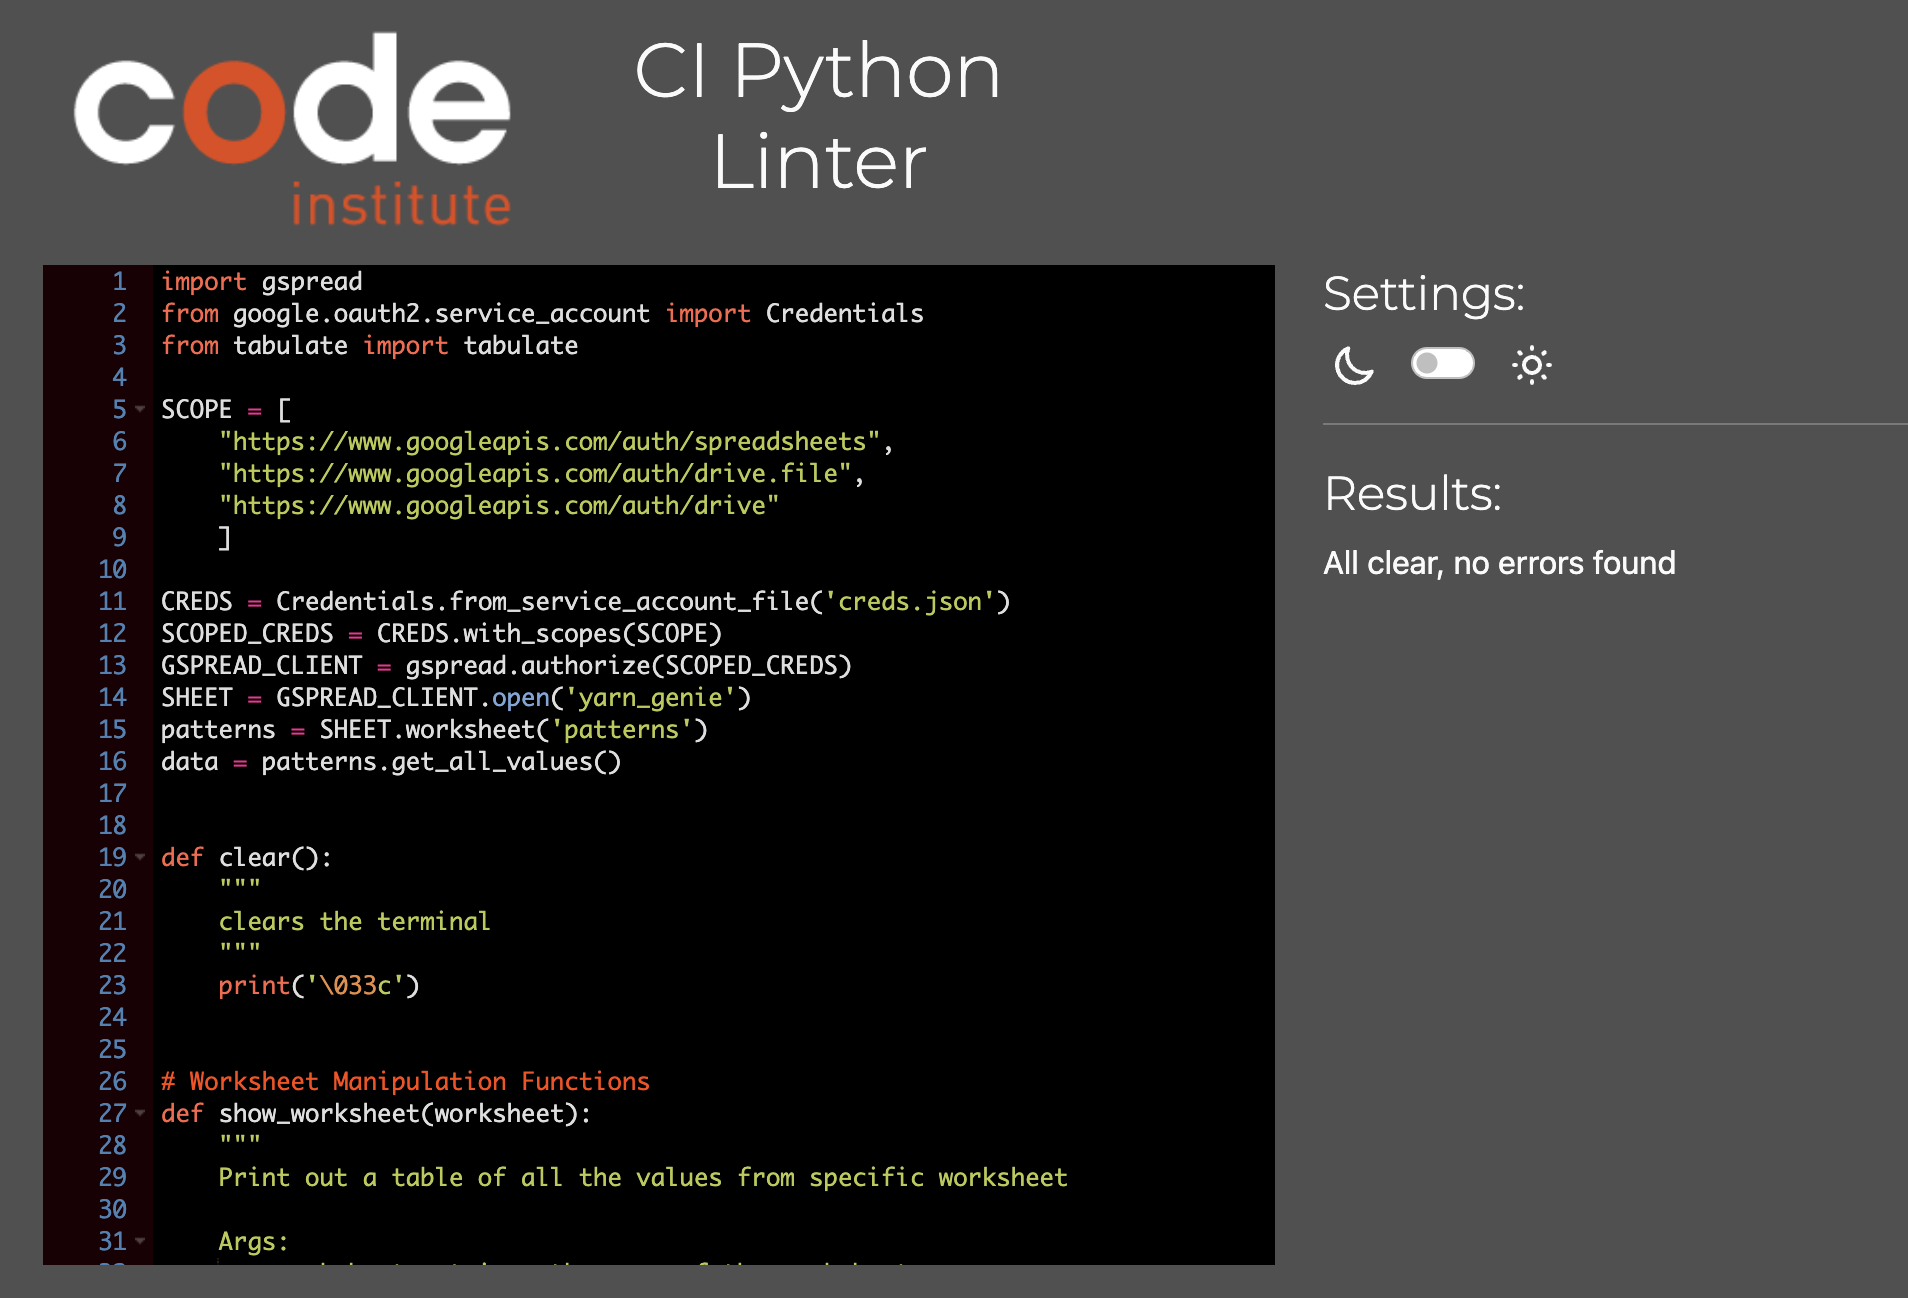 code
institute
CI Python
Linter
1 import gspread
2 from google.oauth2.service_account import Credentials
3 from tabulate import tabulate
4
5 SCOPE = [
6     "https://www.googleapis.com/auth/spreadsheets",
7     "https://www.googleapis.com/auth/drive.file",
8     "https://www.googleapis.com/auth/drive"
9     ]
10
11 CREDS = Credentials.from_service_account_file('creds.json')
12 SCOPED_CREDS = CREDS.with_scopes(SCOPE)
13 GSPREAD_CLIENT = gspread.authorize(SCOPED_CREDS)
14 SHEET = GSPREAD_CLIENT.open('yarn_genie')
15 patterns = SHEET.worksheet('patterns')
16 data = patterns.get_all_values()
17
18
19 def clear():
20     """
21     clears the terminal
22     """
23     print('\033c')
24
25
26 # Worksheet Manipulation Functions
27 def show_worksheet(worksheet):
28     """
29     Print out a table of all the values from specific worksheet
30
31     Args:
Settings:
Results:
All clear, no errors found